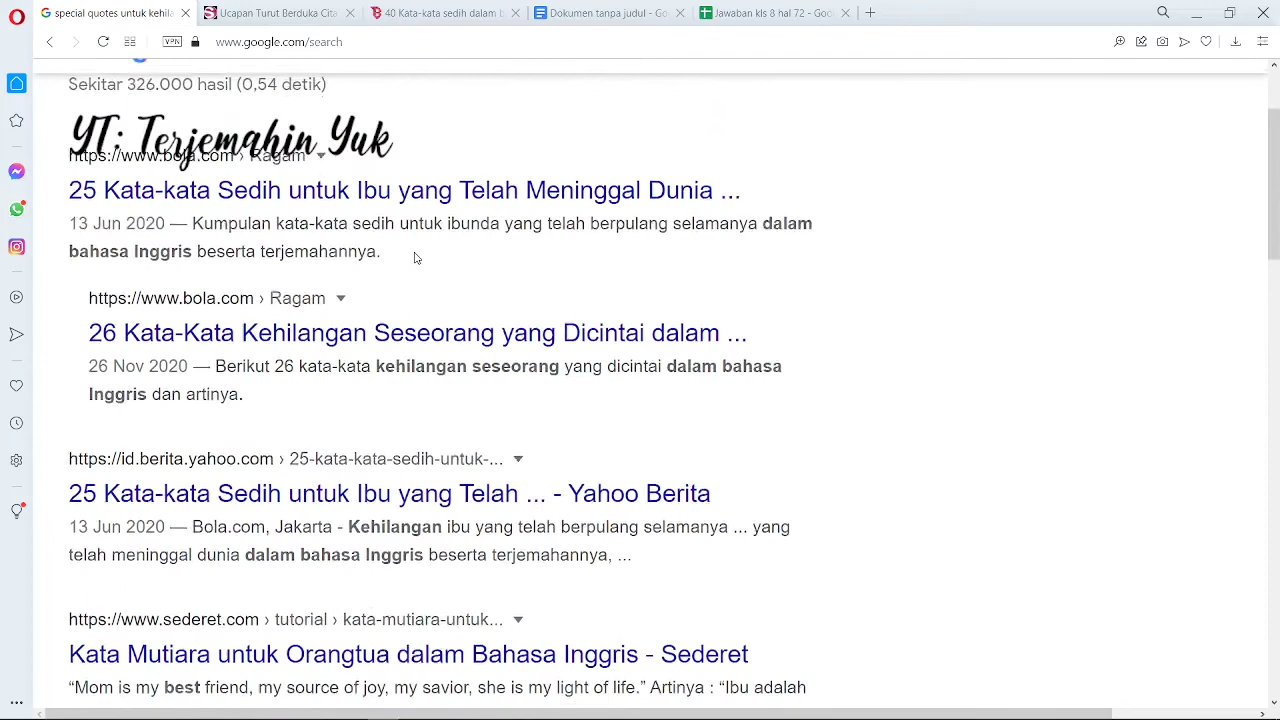 special quotes untuk kehila
Ucapan Turut Berduka Cita
40 Kata-kata sedih dalam b
Dokumen tanpa judul - Go
Jawaban kls 8 hal 72 - Goo
VPN
www.google.com/search
Sekitar 326.000 hasil (0,54 detik)
YT: Terjemahin Yuk
https://www.bola.com › Ragam
25 Kata-kata Sedih untuk Ibu yang Telah Meninggal Dunia ...
13 Jun 2020 — Kumpulan kata-kata sedih untuk ibunda yang telah berpulang selamanya dalam
bahasa Inggris beserta terjemahannya.
https://www.bola.com › Ragam
26 Kata-Kata Kehilangan Seseorang yang Dicintai dalam ...
26 Nov 2020 — Berikut 26 kata-kata kehilangan seseorang yang dicintai dalam bahasa
Inggris dan artinya.
https://id.berita.yahoo.com › 25-kata-kata-sedih-untuk-...
25 Kata-kata Sedih untuk Ibu yang Telah ... - Yahoo Berita
13 Jun 2020 — Bola.com, Jakarta - Kehilangan ibu yang telah berpulang selamanya ... yang
telah meninggal dunia dalam bahasa Inggris beserta terjemahannya, ...
https://www.sederet.com › tutorial › kata-mutiara-untuk...
Kata Mutiara untuk Orangtua dalam Bahasa Inggris - Sederet
“Mom is my best friend, my source of joy, my savior, she is my light of life.” Artinya : “Ibu adalah